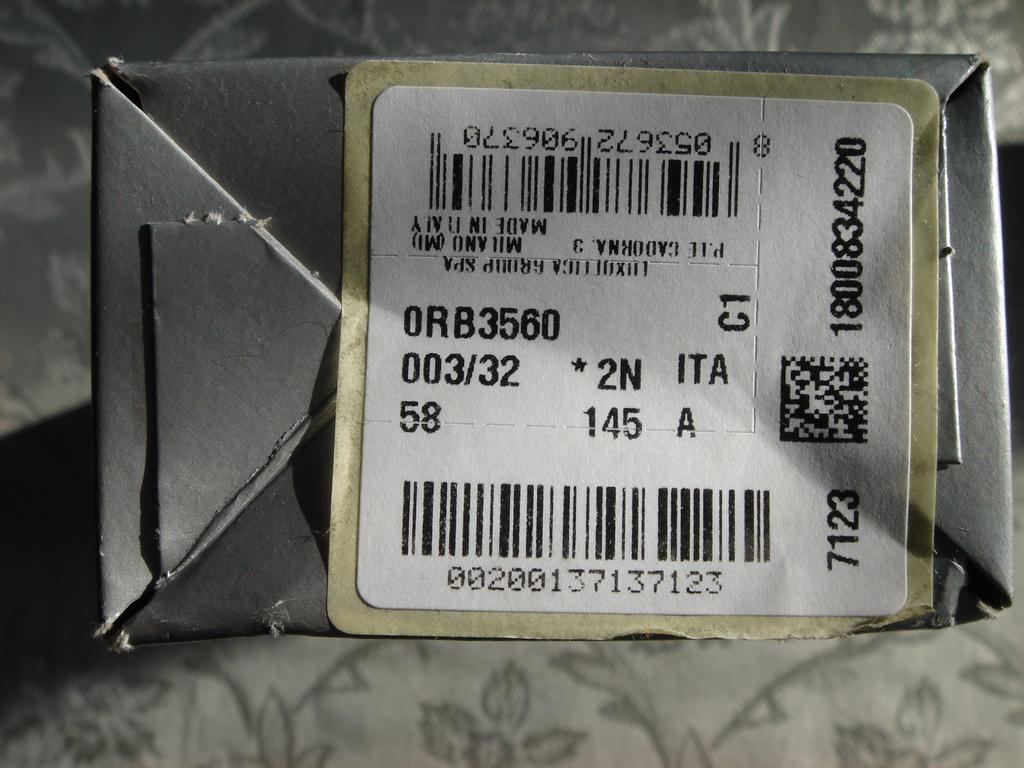 8 053672 906370
MADE IN ITALY
P.LE CADORNA, 3 MILANO (MI)
LUXOTTICA GROUP SPA
0RB3560 C1
003/32 * 2N ITA
58 145 A
00200137137123
1800834220
7123